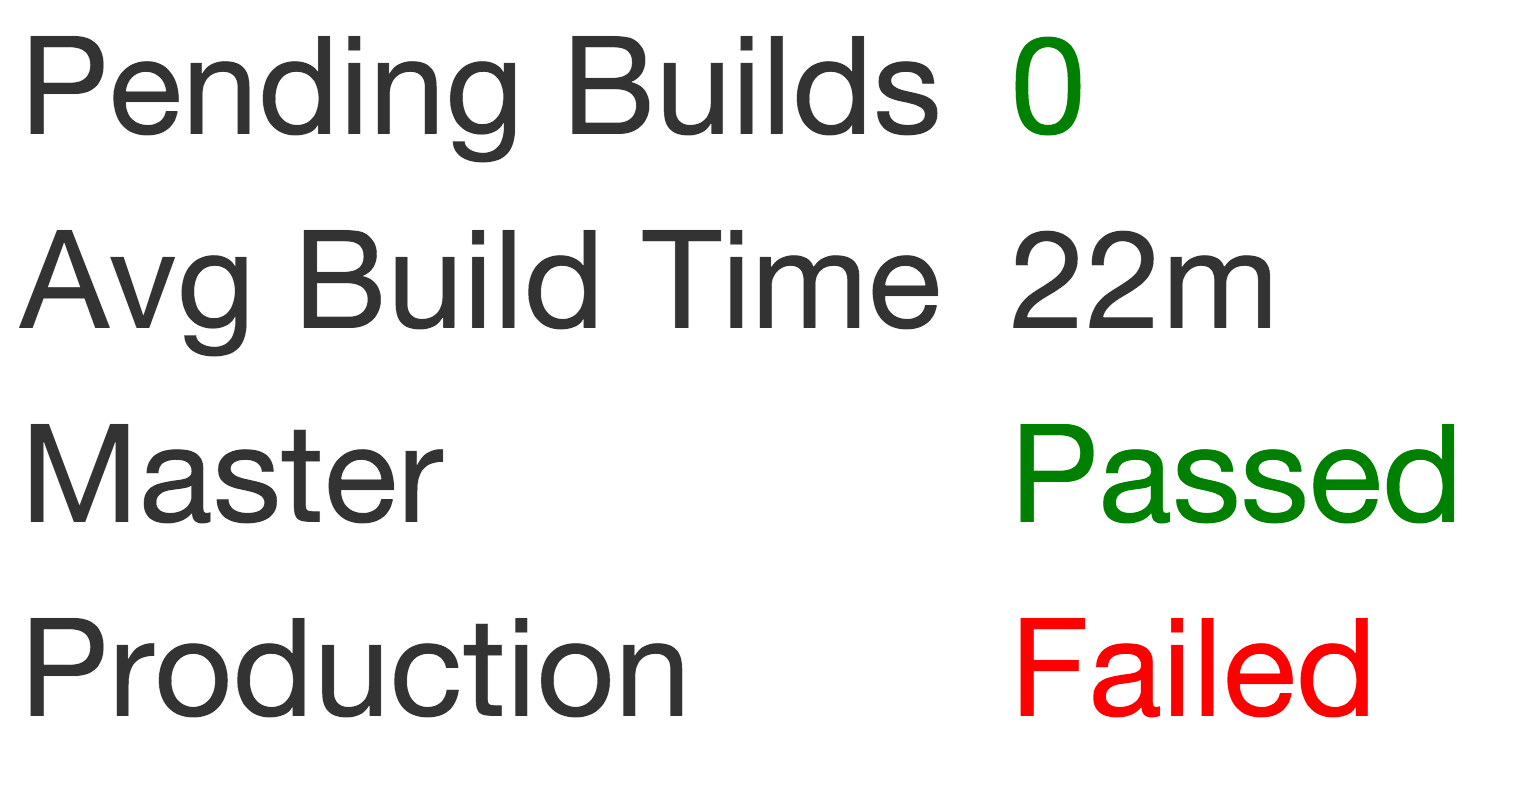 Pending Builds 0
Avg Build Time 22m
Master Passed
Production Failed